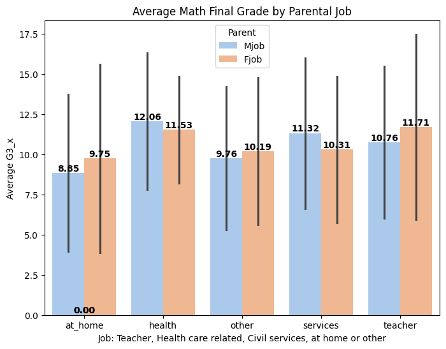 Average Math Final Grade by Parental Job
Parent
Mjob
Fjob
Average G3_x
17.5
15.0
12.5
10.0
7.5
5.0
2.5
0.0
8.85
9.75
12.06
11.53
9.76
10.19
11.32
10.31
10.76
11.71
0.00
at_home
health
other
services
teacher
Job: Teacher, Health care related, Civil services, at home or other